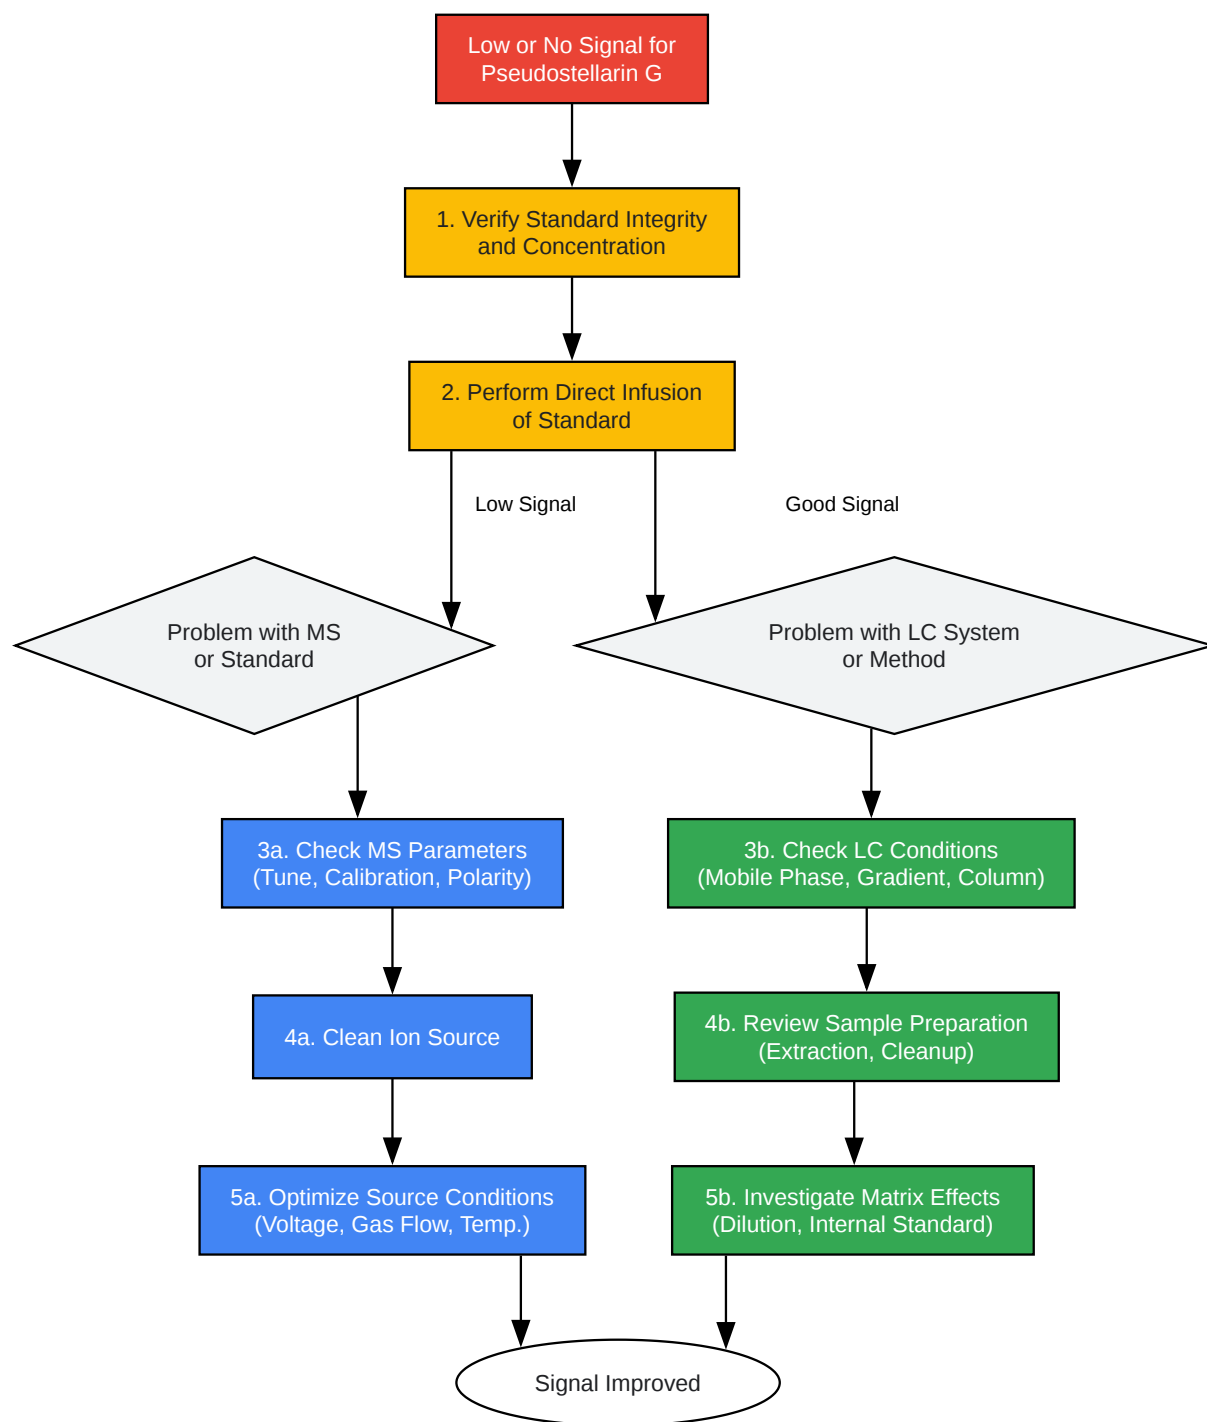 Low or No Signal for
Pseudostellarin G
1. Verify Standard Integrity
and Concentration
2. Perform Direct Infusion
of Standard
Low Signal
Good Signal
Problem with MS
or Standard
Problem with LC System
or Method
3a. Check MS Parameters
(Tune, Calibration, Polarity)
3b. Check LC Conditions
(Mobile Phase, Gradient, Column)
4a. Clean Ion Source
4b. Review Sample Preparation
(Extraction, Cleanup)
5a. Optimize Source Conditions
(Voltage, Gas Flow, Temp.)
5b. Investigate Matrix Effects
(Dilution, Internal Standard)
Signal Improved